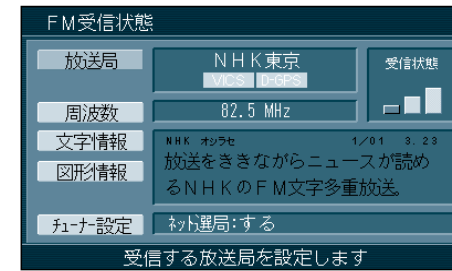 FM受信状態
放送局
NHK東京
受信状態
VICS D-GPS
周波数
82.5 MHz
文字情報
NHK ｵｼﾗｾ 1/01 3.23
図形情報
放送をききながらニュースが読め
るNHKのFM文字多重放送。
ﾁｭｰﾅｰ設定
ﾈｯﾄ選局:する
受信する放送局を設定します